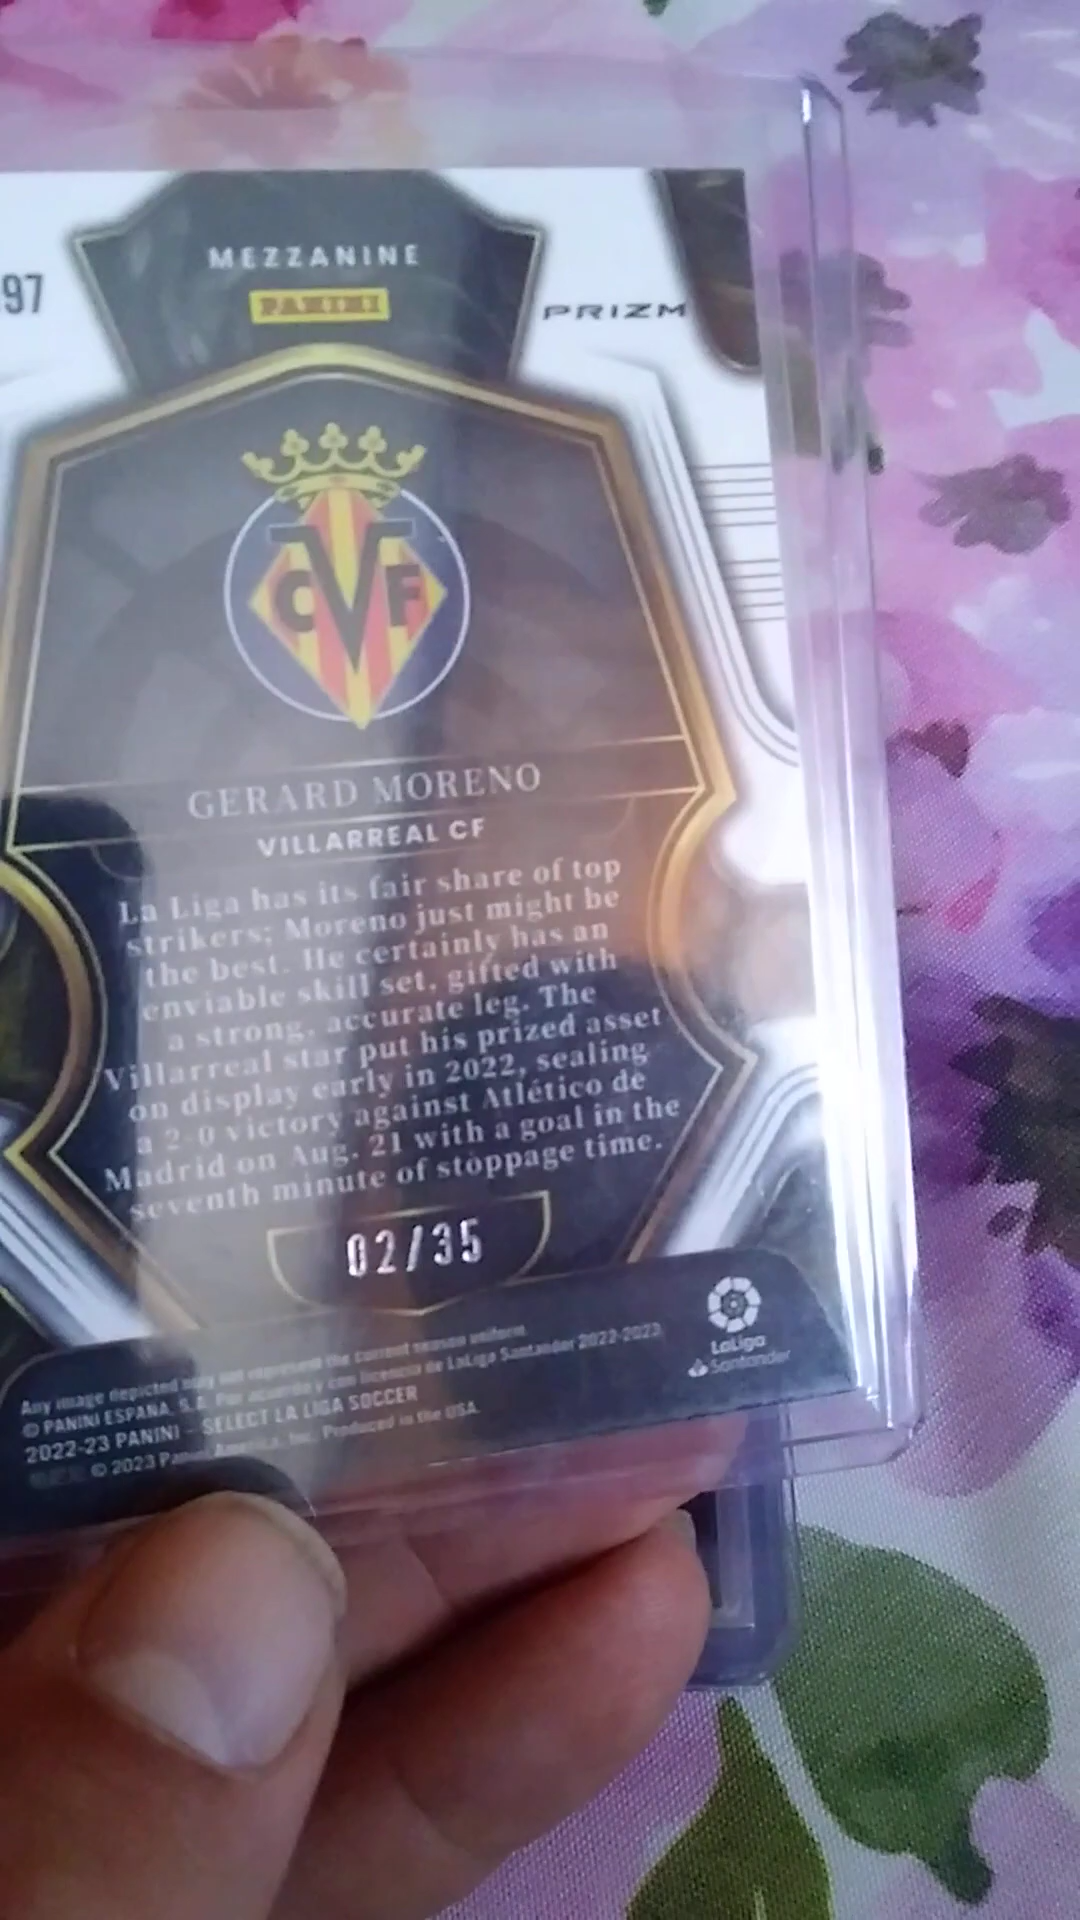 MEZZANINE
97
PANINI
PRIZM
CVF
GERARD MORENO
VILLARREAL CF
La Liga has its fair share of top
strikers; Moreno just might be
the best. He certainly has an
enviable skill set, gifted with
a strong, accurate leg. The
Villarreal star put his prized asset
on display early in 2022, sealing
a 2-0 victory against Atlético de
Madrid on Aug. 21 with a goal in the
seventh minute of stoppage time.
02/35
LaLiga
Santander
Any image depicted may not represent the current season uniform.
© PANINI ESPAÑA, S.A. Por acuerdo y con licencia de LaLiga Santander 2022-2023
2022-23 PANINI - SELECT LA LIGA SOCCER
© 2023 Panini America, Inc. Produced in the USA.